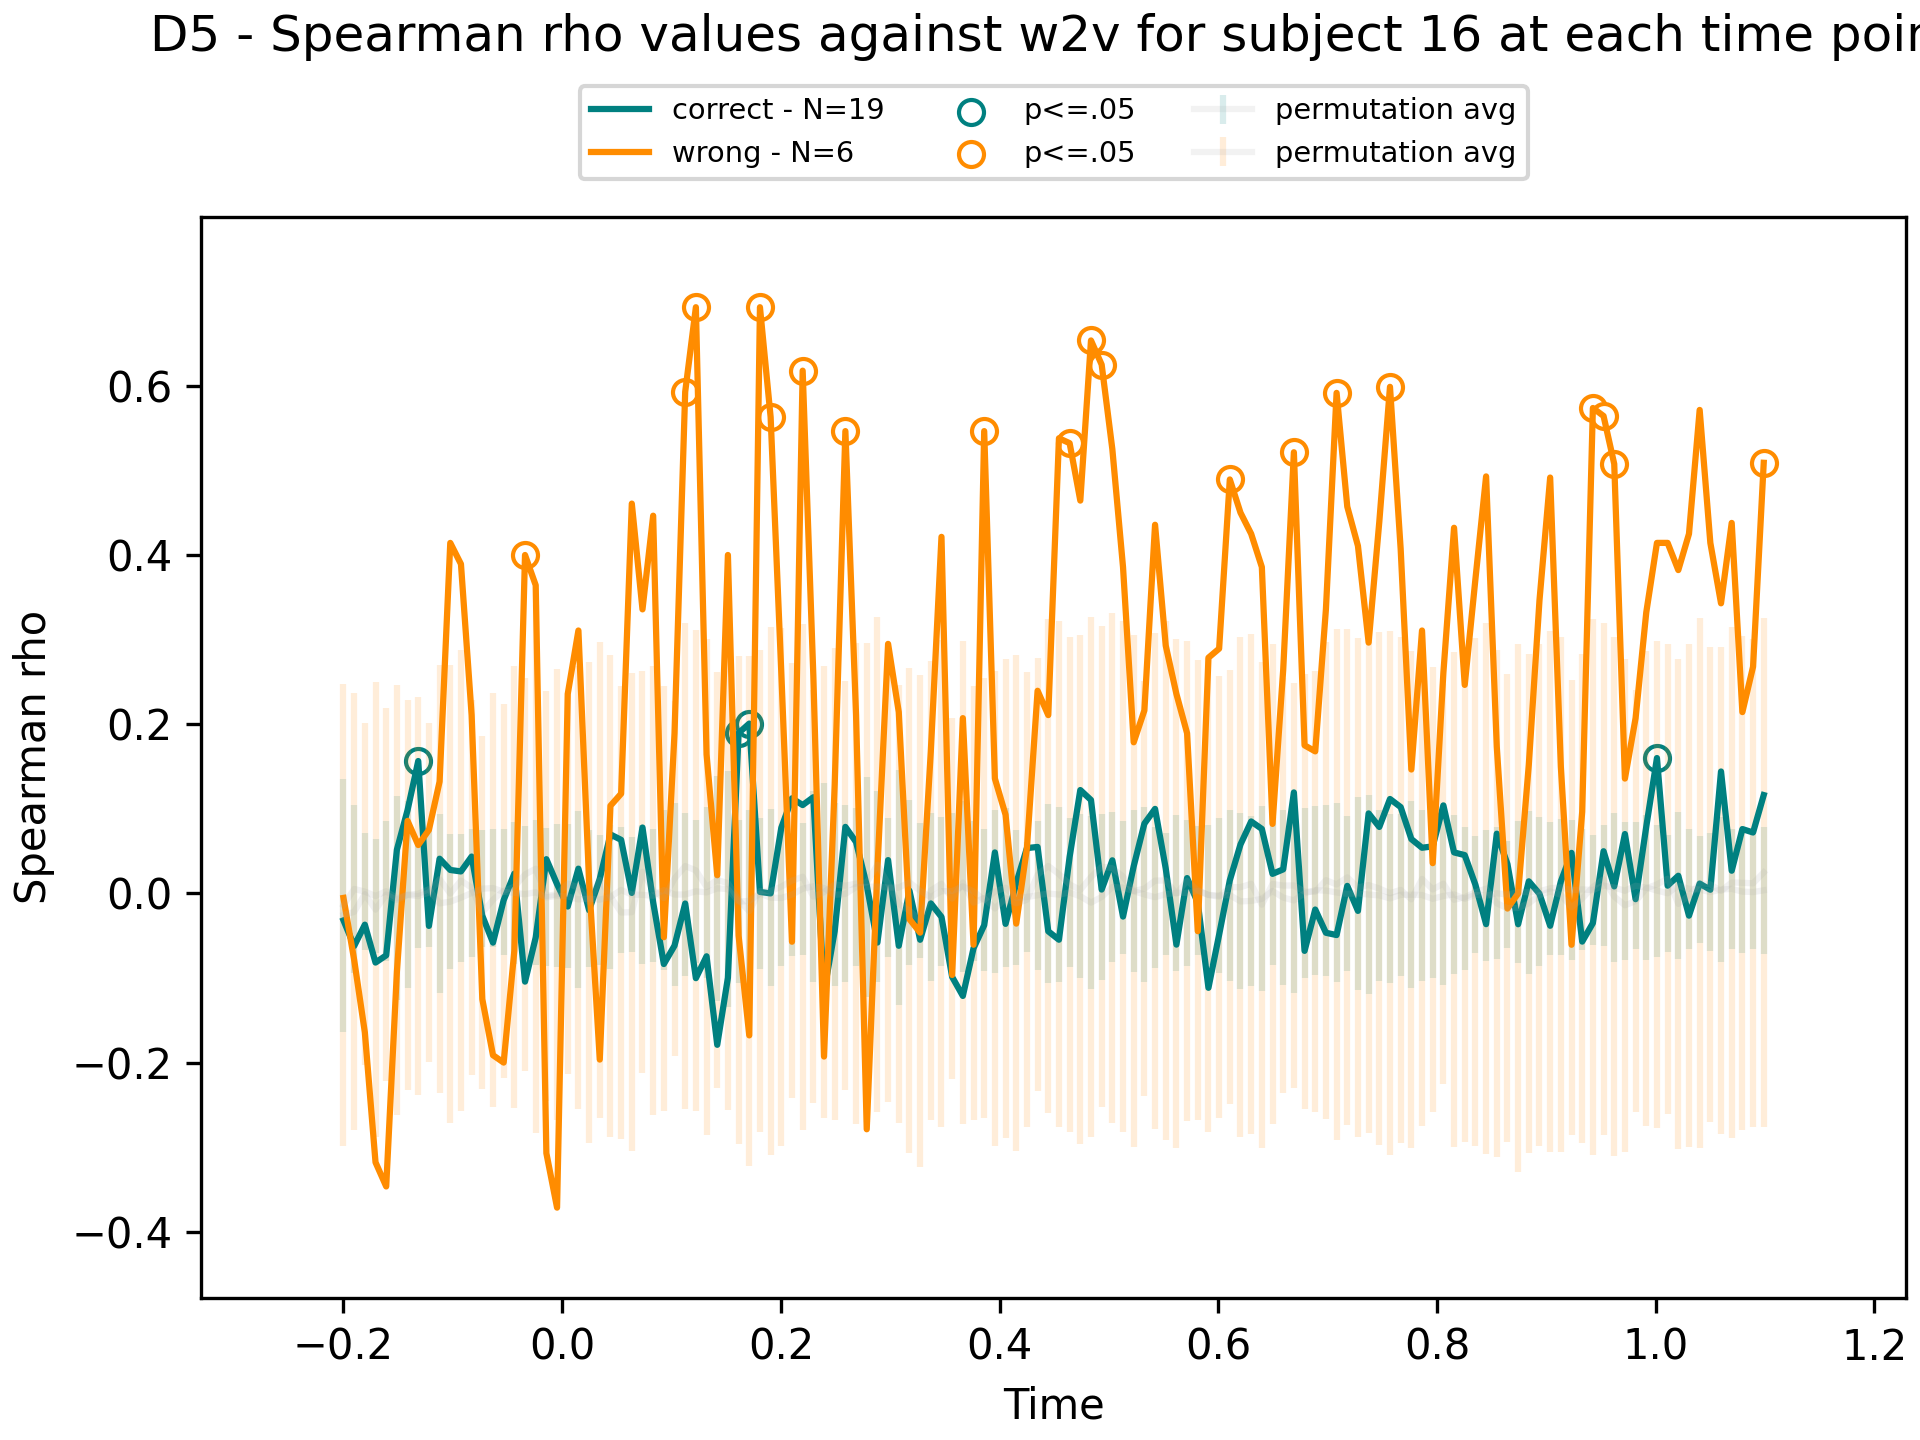 D5 - Spearman rho values against w2v for subject 16 at each time
correct - N=19
wrong - N=6
p<=.05
p<=.05
permutation avg
permutation avg
Spearman rho
0.6
0.4
0.2
0.0
−0.2
−0.4
−0.2 0.0 0.2 0.4 0.6 0.8 1.0 1.2
Time